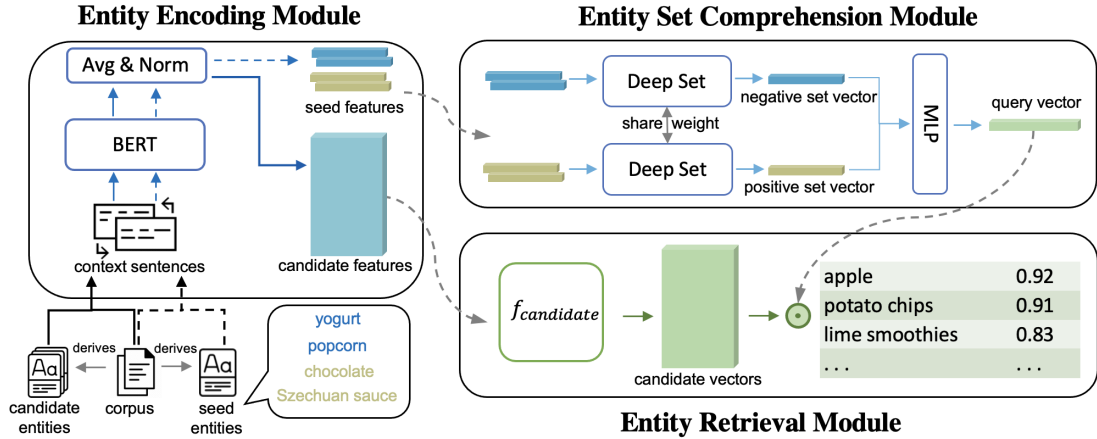 Entity Encoding Module
Avg & Norm
seed features
BERT
context sentences
candidate features
derives
derives
Aa
Aa
candidate
entities
corpus
seed
entities
yogurt
popcorn
chocolate
Szechuan sauce
Entity Set Comprehension Module
Deep Set
negative set vector
share weight
Deep Set
positive set vector
MLP
query vector
f candidate
candidate vectors
apple 0.92
potato chips 0.91
lime smoothies 0.83
. . . . . .
Entity Retrieval Module